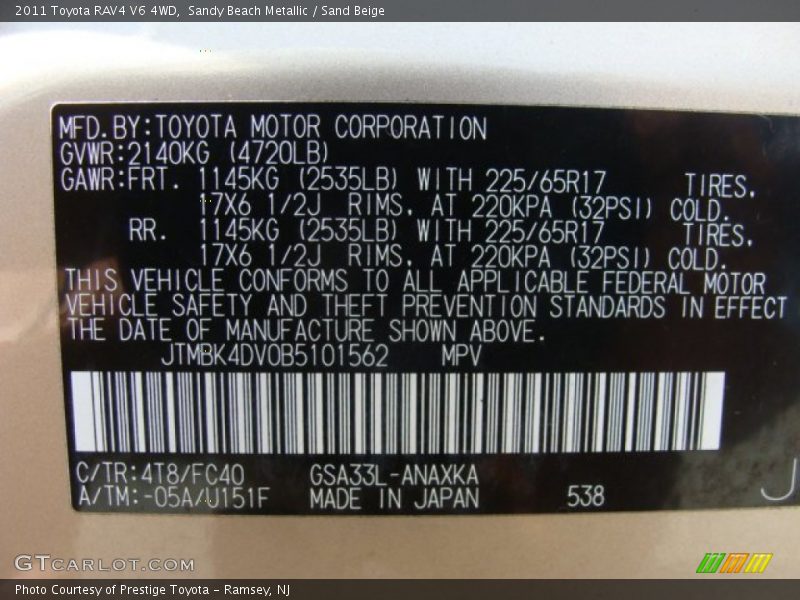 2011 Toyota RAV4 V6 4WD,  Sandy Beach Metallic / Sand Beige
MFD.BY:TOYOTA MOTOR CORPORATION
GVWR:2140KG (4720LB)
GAWR:FRT. 1145KG (2535LB) WITH 225/65R17 TIRES,
17X6 1/2J RIMS, AT 220KPA (32PSI) COLD.
RR. 1145KG (2535LB) WITH 225/65R17 TIRES,
17X6 1/2J RIMS, AT 220KPA (32PSI) COLD.
THIS VEHICLE CONFORMS TO ALL APPLICABLE FEDERAL MOTOR
VEHICLE SAFETY AND THEFT PREVENTION STANDARDS IN EFFECT
THE DATE OF MANUFACTURE SHOWN ABOVE.
JTMBK4DV0B5101562 MPV
C/TR:4T8/FC40 GSA33L-ANAXKA
A/TM:-05A/U151F MADE IN JAPAN 538 J
GTCARLOT.COM
Photo Courtesy of Prestige Toyota - Ramsey, NJ